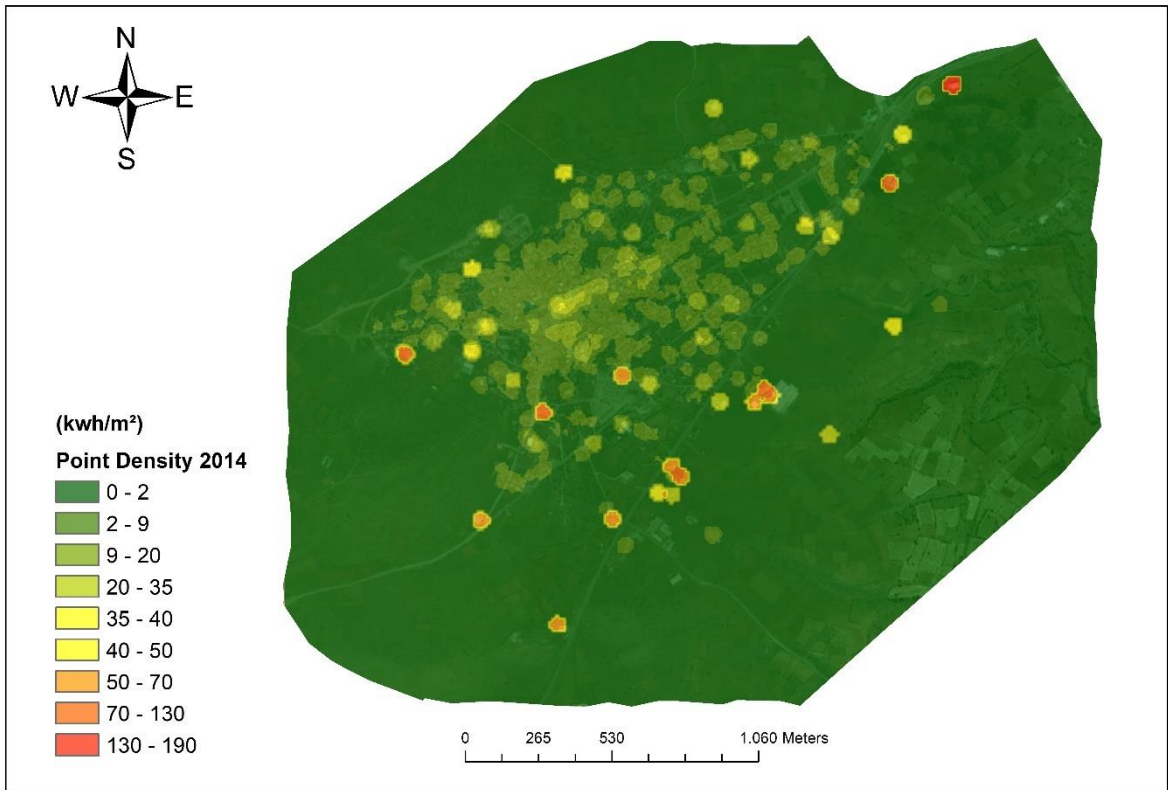 N
W E
S
(kwh/m²)
Point Density 2014
0 - 2
2 - 9
9 - 20
20 - 35
35 - 40
40 - 50
50 - 70
70 - 130
130 - 190
0 265 530 1.060 Meters